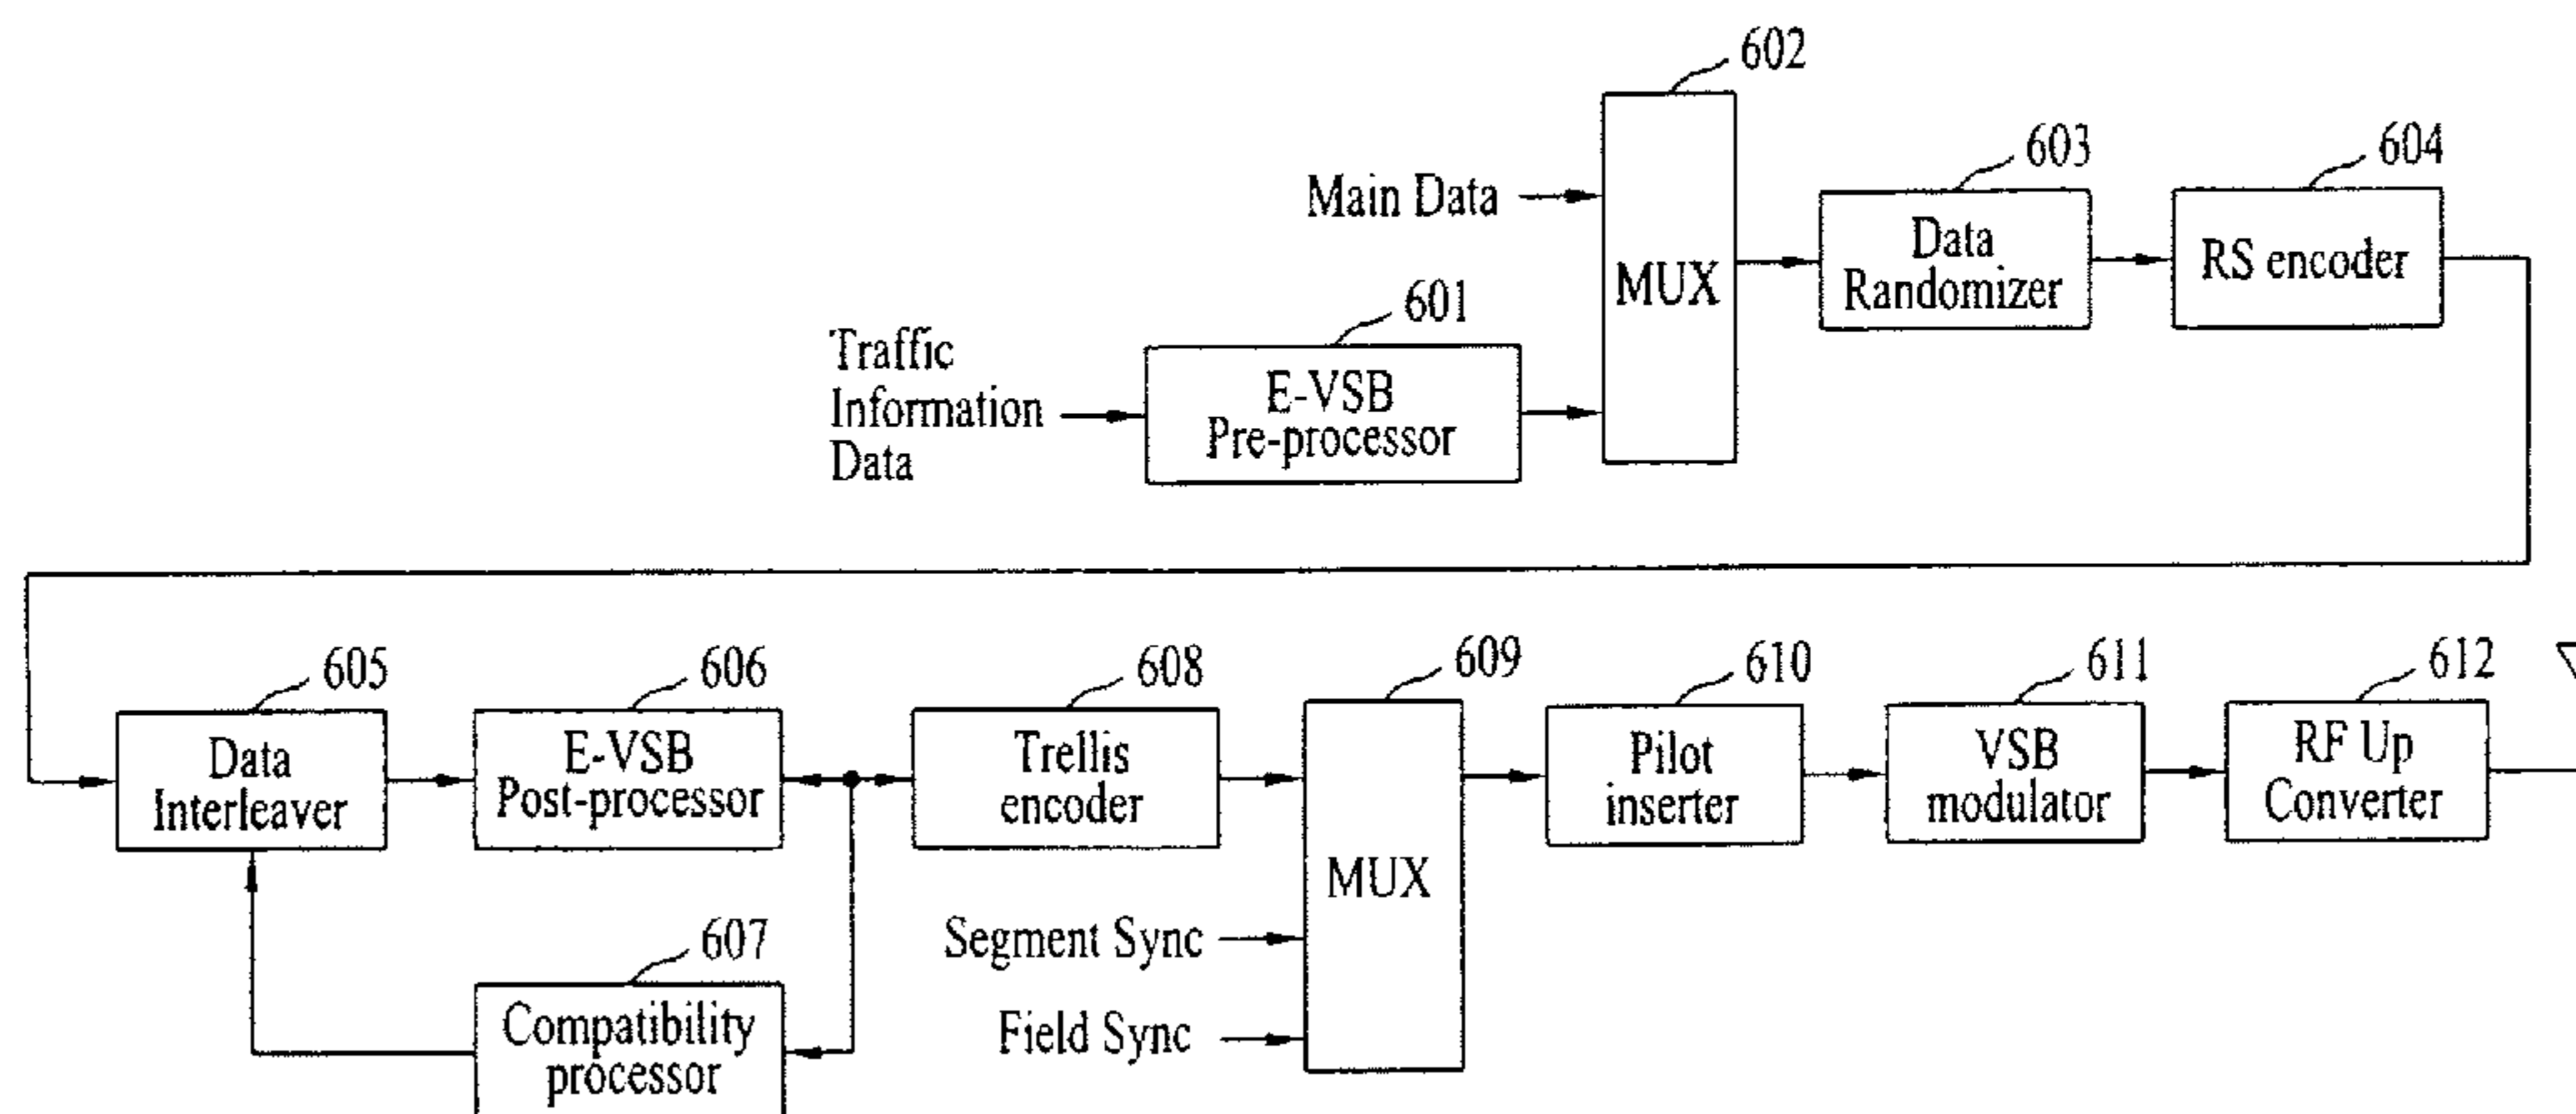 602
Main Data
MUX
603
Data
Randomizer
604
RS encoder
Traffic
Information
Data
601
E-VSB
Pre-processor
605
Data
Interleaver
606
E-VSB
Post-processor
607
Compatibility
processor
608
Trellis
encoder
609
MUX
Segment Sync
Field Sync
610
Pilot
inserter
611
VSB
modulator
612
RF Up
Converter